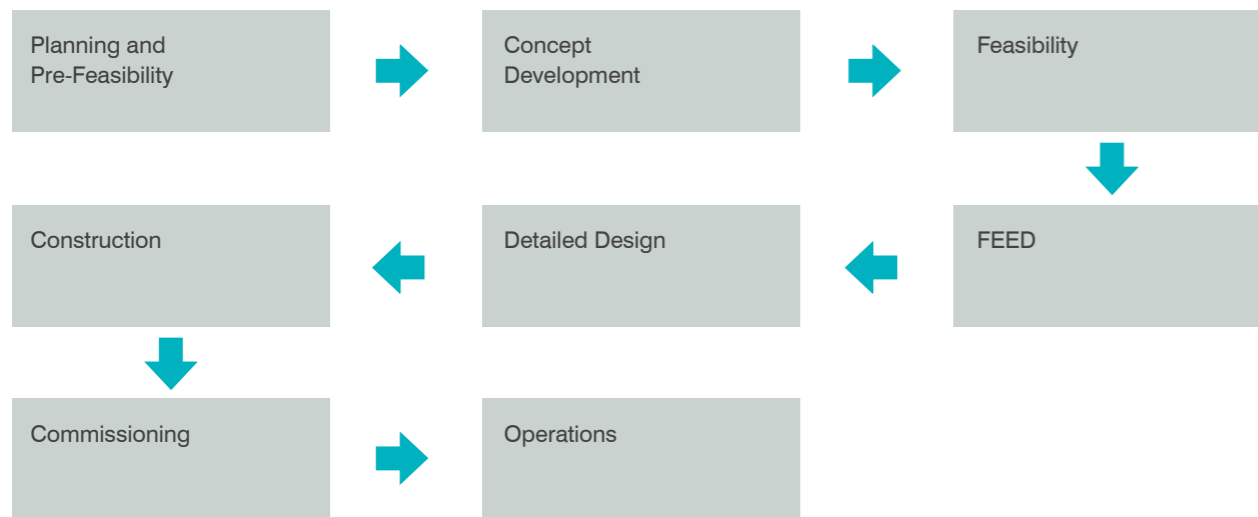 Planning and
Pre-Feasibility
Concept
Development
Feasibility
FEED
Detailed Design
Construction
Commissioning
Operations